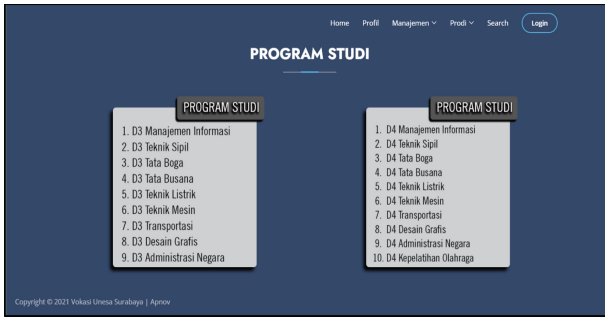 Home Profil Manajemen Prodi Search Login
PROGRAM STUDI
PROGRAM STUDI
1. D3 Manajemen Informasi
2. D3 Teknik Sipil
3. D3 Tata Boga
4. D3 Tata Busana
5. D3 Teknik Listrik
6. D3 Teknik Mesin
7. D3 Transportasi
8. D3 Desain Grafis
9. D3 Administrasi Negara
PROGRAM STUDI
1. D4 Manajemen Informasi
2. D4 Teknik Sipil
3. D4 Tata Boga
4. D4 Tata Busana
5. D4 Teknik Listrik
6. D4 Teknik Mesin
7. D4 Transportasi
8. D4 Desain Grafis
9. D4 Administrasi Negara
10. D4 Kepelatihan Olahraga
Copyright © 2021 Vokasi Unesa Surabaya | Apnov